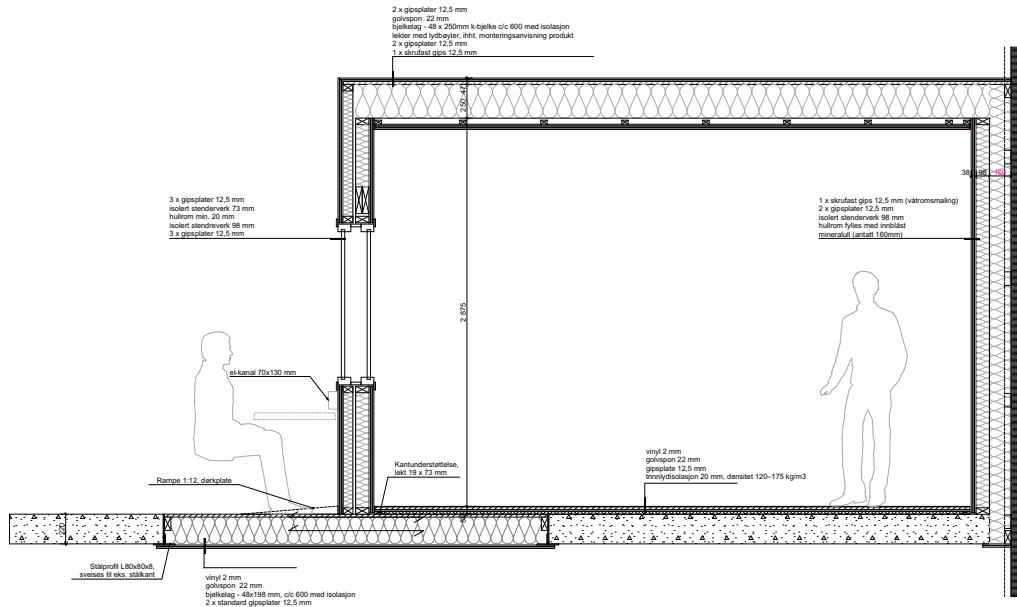 2 x gipsplater 12,5 mm
golvspon  22 mm
bjelkelag - 48 x 250mm k-bjelke c/c 600 med isolasjon
lekter med lydbøyler, ihht. monteringsanvisning produkt
2 x gipsplater 12,5 mm
1 x skrufast gips 12,5 mm
47
250
38
98
160
3 x gipsplater 12,5 mm
isolert stenderverk 73 mm
hullrom min. 20 mm
isolert stendreverk 98 mm
3 x gipsplater 12,5 mm
1 x skrufast gips 12,5 mm (våtromsmaling)
2 x gipsplater 12,5 mm
isolert stenderverk 98 mm
hullrom fylles med innblåst
mineralull (antatt 160mm)
2 875
el-kanal 70x130 mm
Kantunderstøttelse,
lekt 19 x 73 mm
vinyl 2 mm
golvspon 22 mm
gipsplate 12,5 mm
trinnlydisolasjon 20 mm, densitet 120–175 kg/m3
Rampe 1:12, dørkplate
220
Stålprofil L80x80x8,
sveises til eks. stålkant
vinyl 2 mm
golvspon  22 mm
bjelkelag - 48x198 mm, c/c 600 med isolasjon
2 x standard gipsplater 12,5 mm